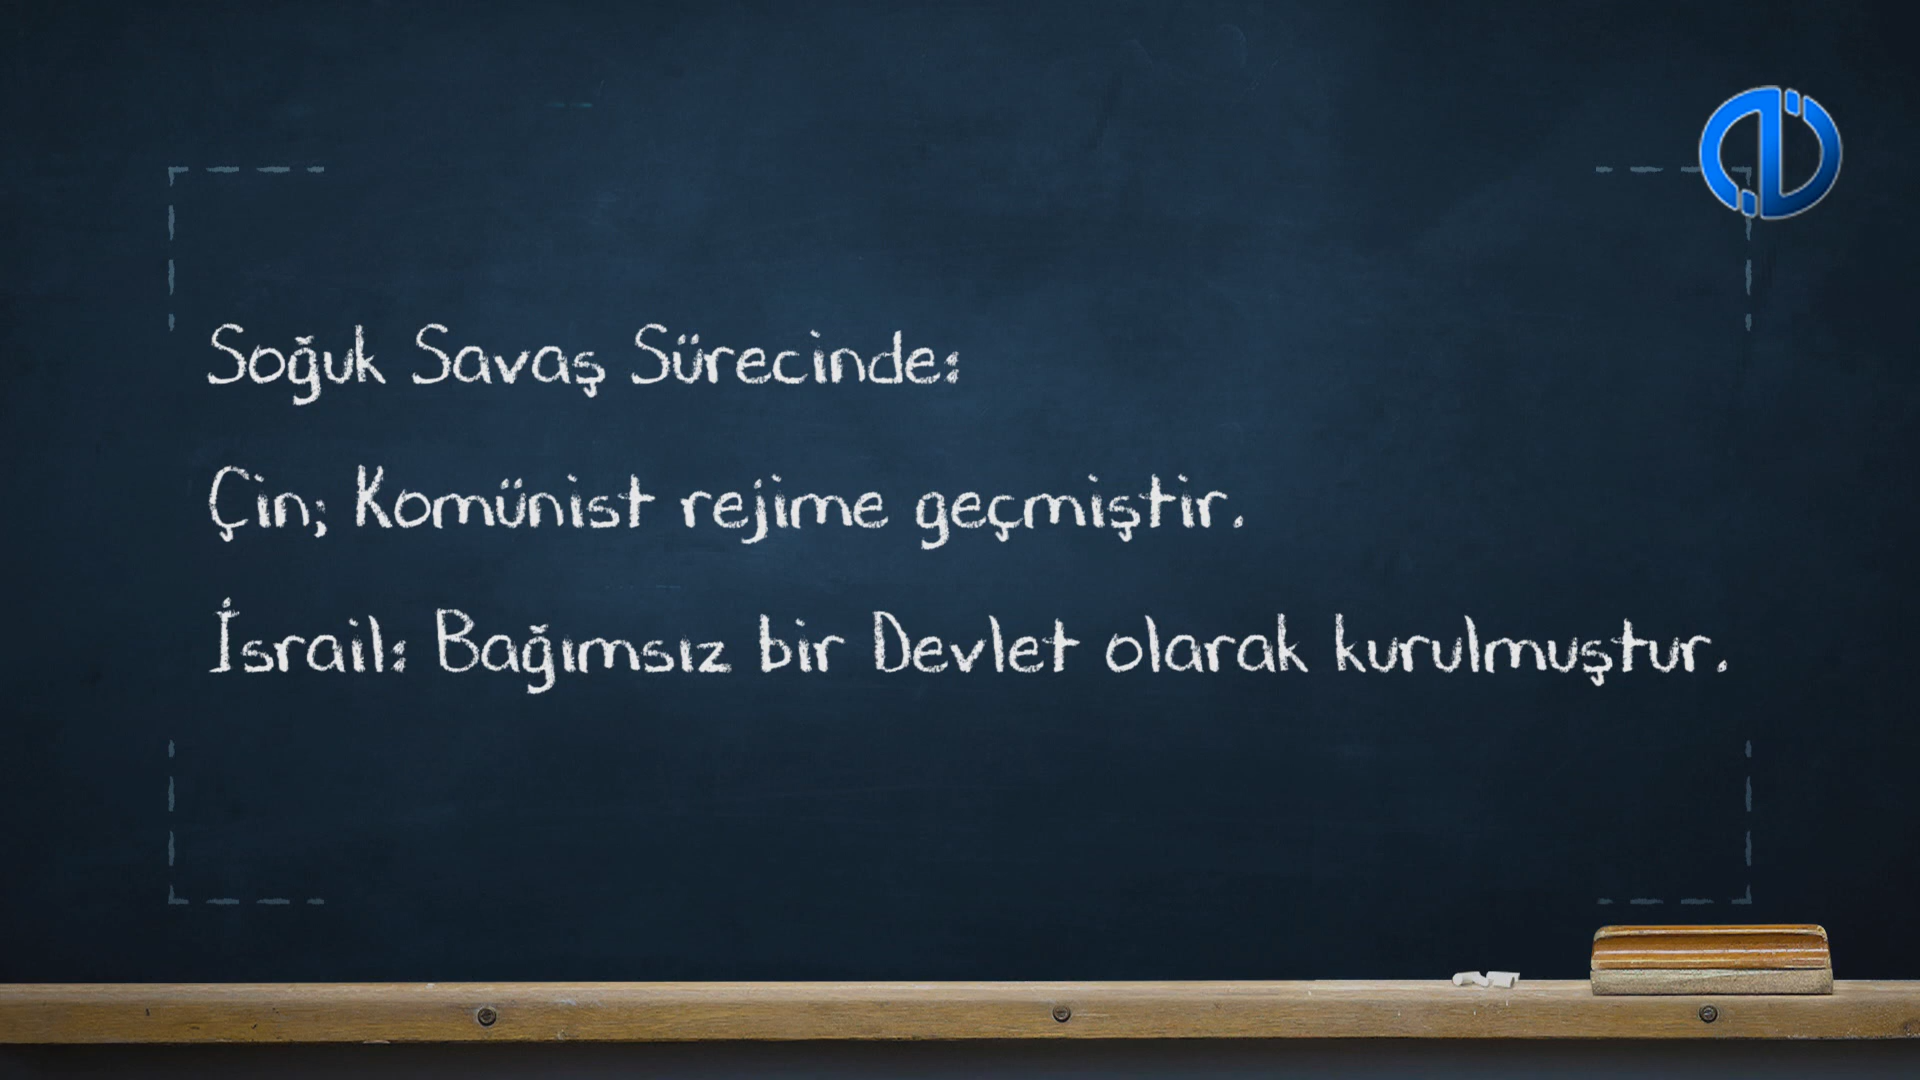 Soğuk Savaş Sürecinde:
Çin; Komünist rejime geçmiştir.
İsrail: Bağımsız bir Devlet olarak kurulmuştur.